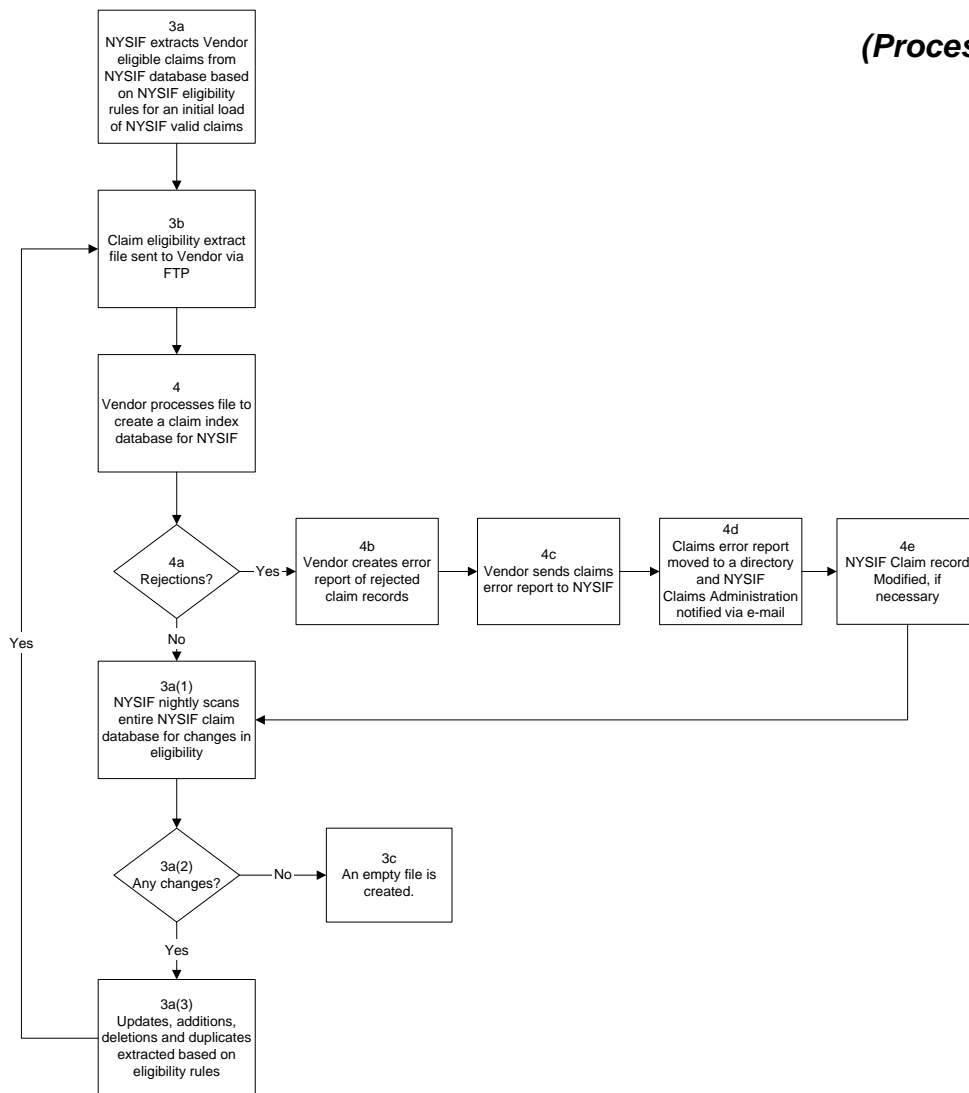 (Proces
3a
NYSIF extracts Vendor
eligible claims from
NYSIF database based
on NYSIF eligibility
rules for an initial load
of NYSIF valid claims
3b
Claim eligibility extract
file sent to Vendor via
FTP
4
Vendor processes file to
create a claim index
database for NYSIF
4a
Rejections?
Yes
4b
Vendor creates error
report of rejected
claim records
4c
Vendor sends claims
error report to NYSIF
4d
Claims error report
moved to a directory
and NYSIF
Claims Administration
notified via e-mail
4e
NYSIF Claim record
Modified, if
necessary
No
Yes
3a(1)
NYSIF nightly scans
entire NYSIF claim
database for changes in
eligibility
3a(2)
Any changes?
No
3c
An empty file is
created.
Yes
3a(3)
Updates, additions,
deletions and duplicates
extracted based on
eligibility rules